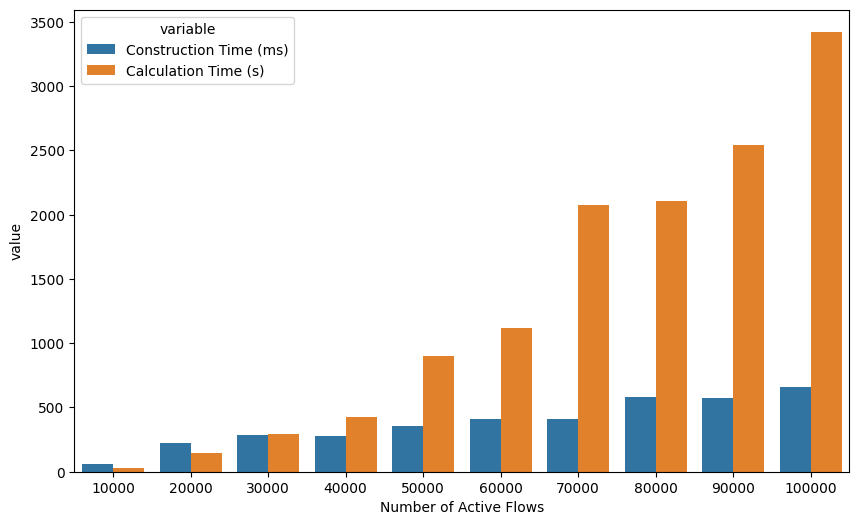 variable
Construction Time (ms)
Calculation Time (s)
3500
3000
2500
2000
1500
1000
500
0
value
10000 20000 30000 40000 50000 60000 70000 80000 90000 100000
Number of Active Flows